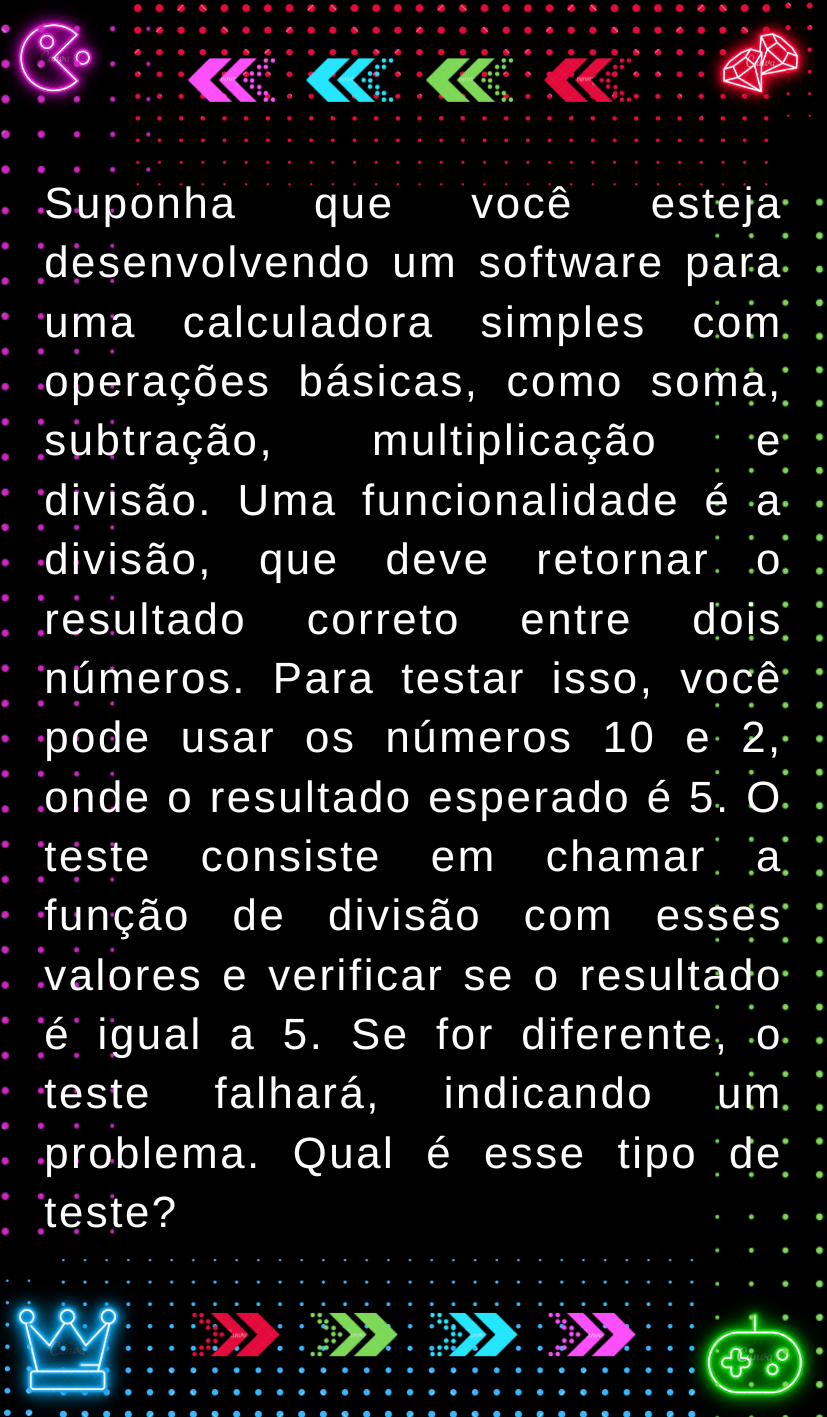 Suponha que você esteja
desenvolvendo um software para
uma calculadora simples com
operações básicas, como soma,
subtração, multiplicação e
divisão. Uma funcionalidade é a
divisão, que deve retornar o
resultado correto entre dois
números. Para testar isso, você
pode usar os números 10 e 2,
onde o resultado esperado é 5. O
teste consiste em chamar a
função de divisão com esses
valores e verificar se o resultado
é igual a 5. Se for diferente, o
teste falhará, indicando um
problema. Qual é esse tipo de
teste?